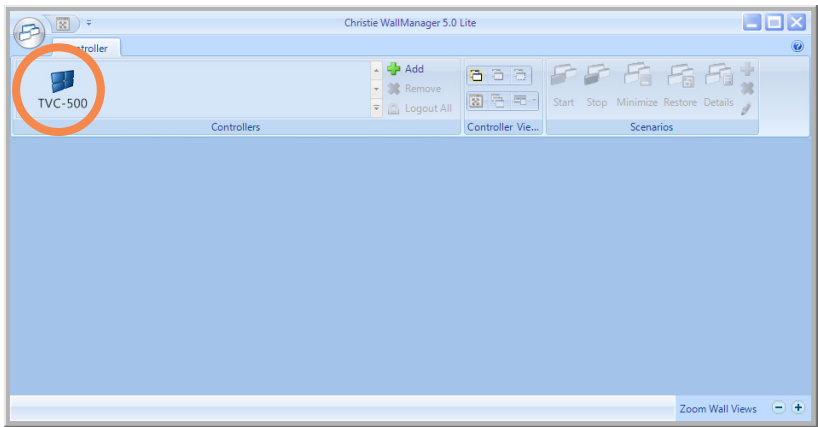 Christie WallManager 5.0 Lite
ntroller
TVC-500
Add
Remove
Logout All
Start Stop Minimize Restore Details
Controllers
Controller Vie...
Scenarios
Zoom Wall Views